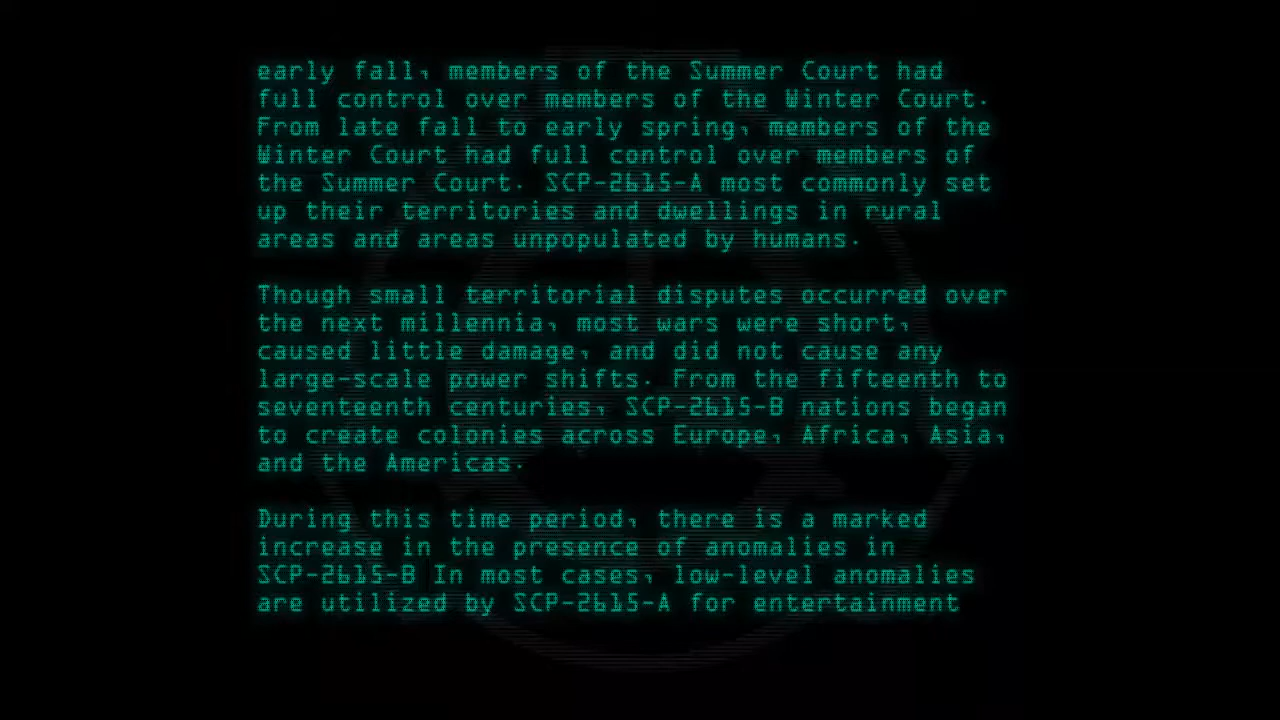 early fall, members of the Summer Court had
full control over members of the Winter Court.
From late fall to early spring, members of the
Winter Court had full control over members of
the Summer Court. SCP-2615-A most commonly set
up their territories and dwellings in rural
areas and areas unpopulated by humans.
Though small territorial disputes occurred over
the next millennia, most wars were short,
caused little damage, and did not cause any
large-scale power shifts. From the fifteenth to
seventeenth centuries, SCP-2615-B nations began
to create colonies across Europe, Africa, Asia,
and the Americas.
During this time period, there is a marked
increase in the presence of anomalies in
SCP-2615-B In most cases, low-level anomalies
are utilized by SCP-2615-A for entertainment